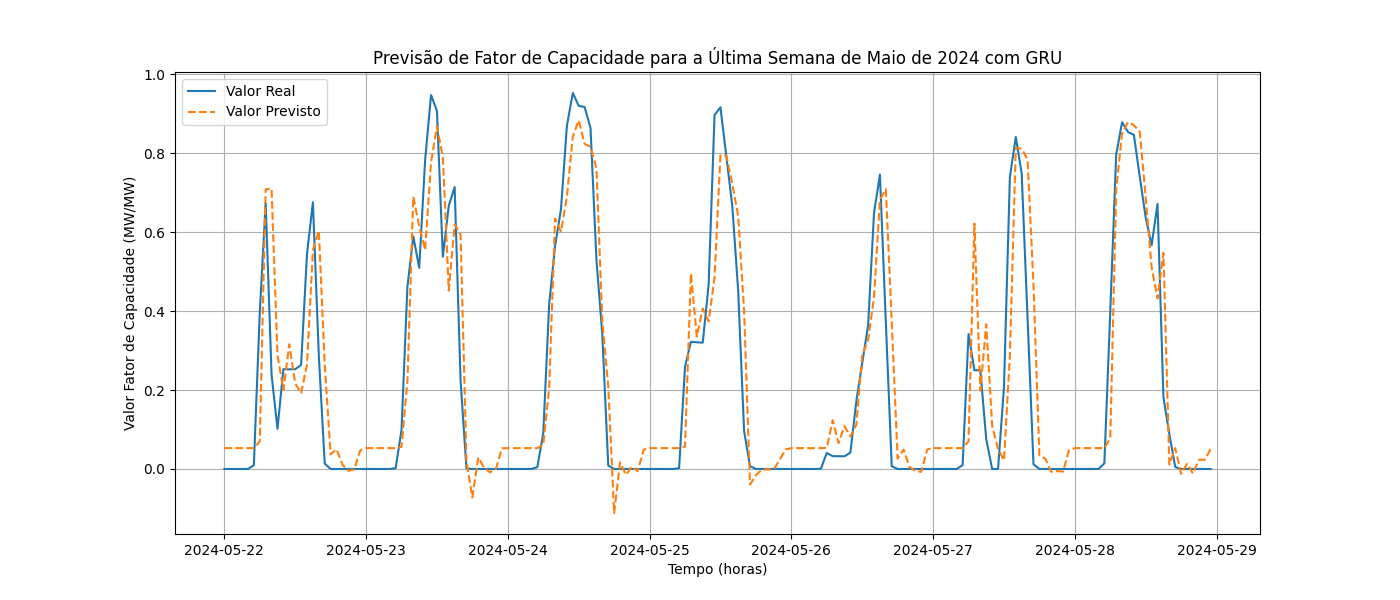 Previsão de Fator de Capacidade para a Última Semana de Maio de 2024 com GRU
Valor Real
Valor Previsto
Valor Fator de Capacidade (MW/MW)
1.0
0.8
0.6
0.4
0.2
0.0
2024-05-22
2024-05-23
2024-05-24
2024-05-25
2024-05-26
2024-05-27
2024-05-28
2024-05-29
Tempo (horas)